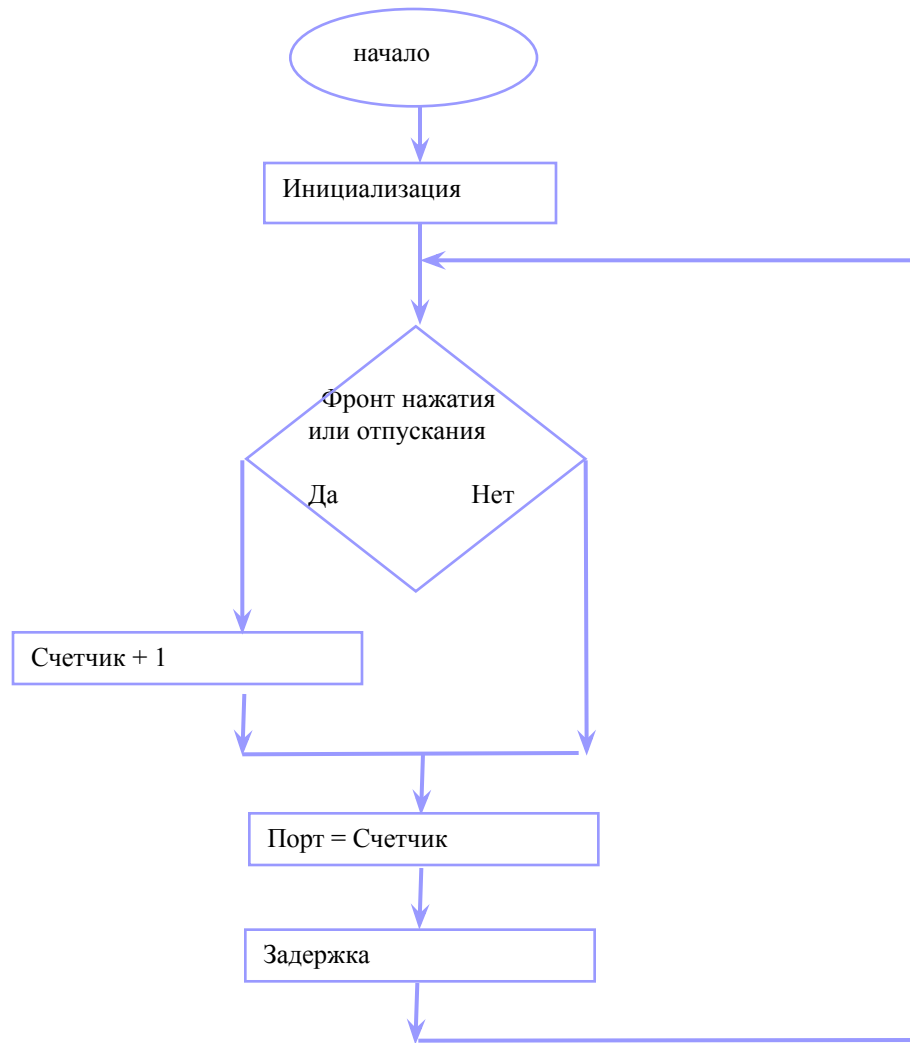 начало
Инициализация
Фронт нажатия
или отпускания
Да
Нет
Счетчик + 1
Порт = Счетчик
Задержка